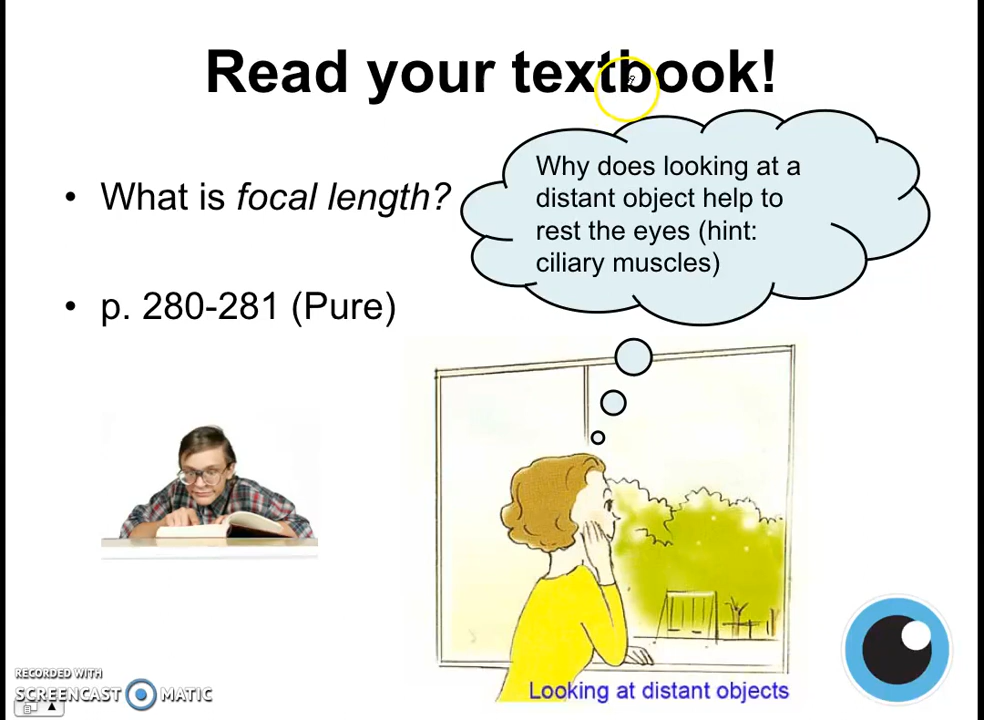 Read your textbook!
• What is focal length?
Why does looking at a
distant object help to
rest the eyes (hint:
ciliary muscles)
• p. 280-281 (Pure)
Looking at distant objects
RECORDED WITH
SCREENCAST MATIC